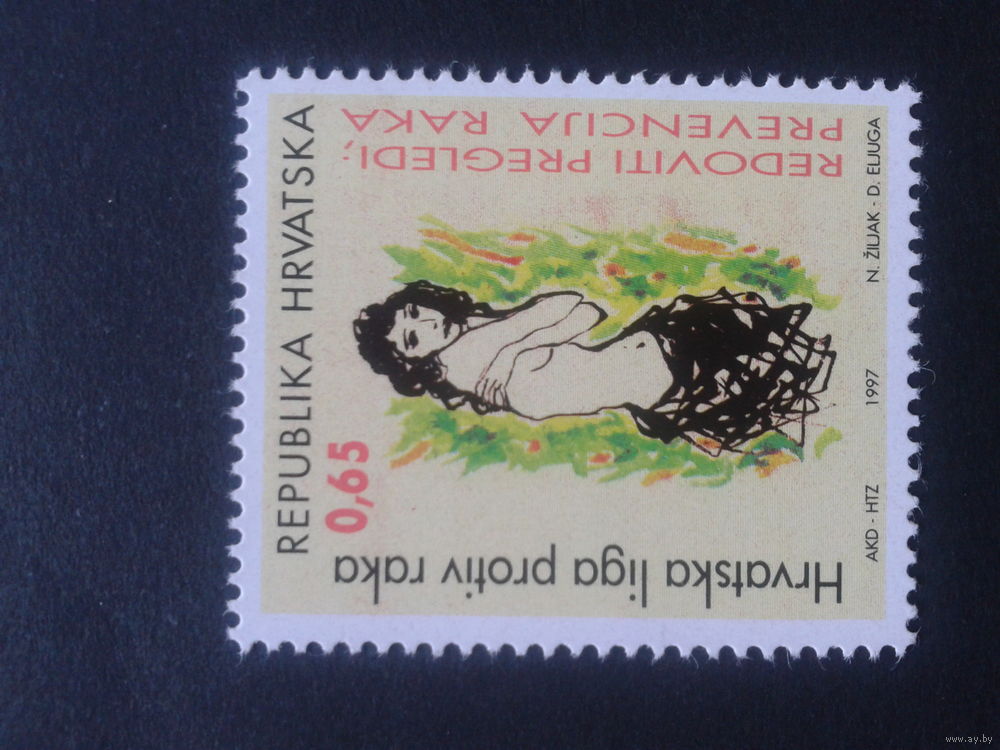 REPUBLIKA HRVATSKA
0,65
Hrvatska liga protiv raka
REDOVITI PREGLEDI;
PREVENCIJA RAKA
AKD - HTZ 1997 N. ŽILJAK - D. ELJUGA
www.ay.by